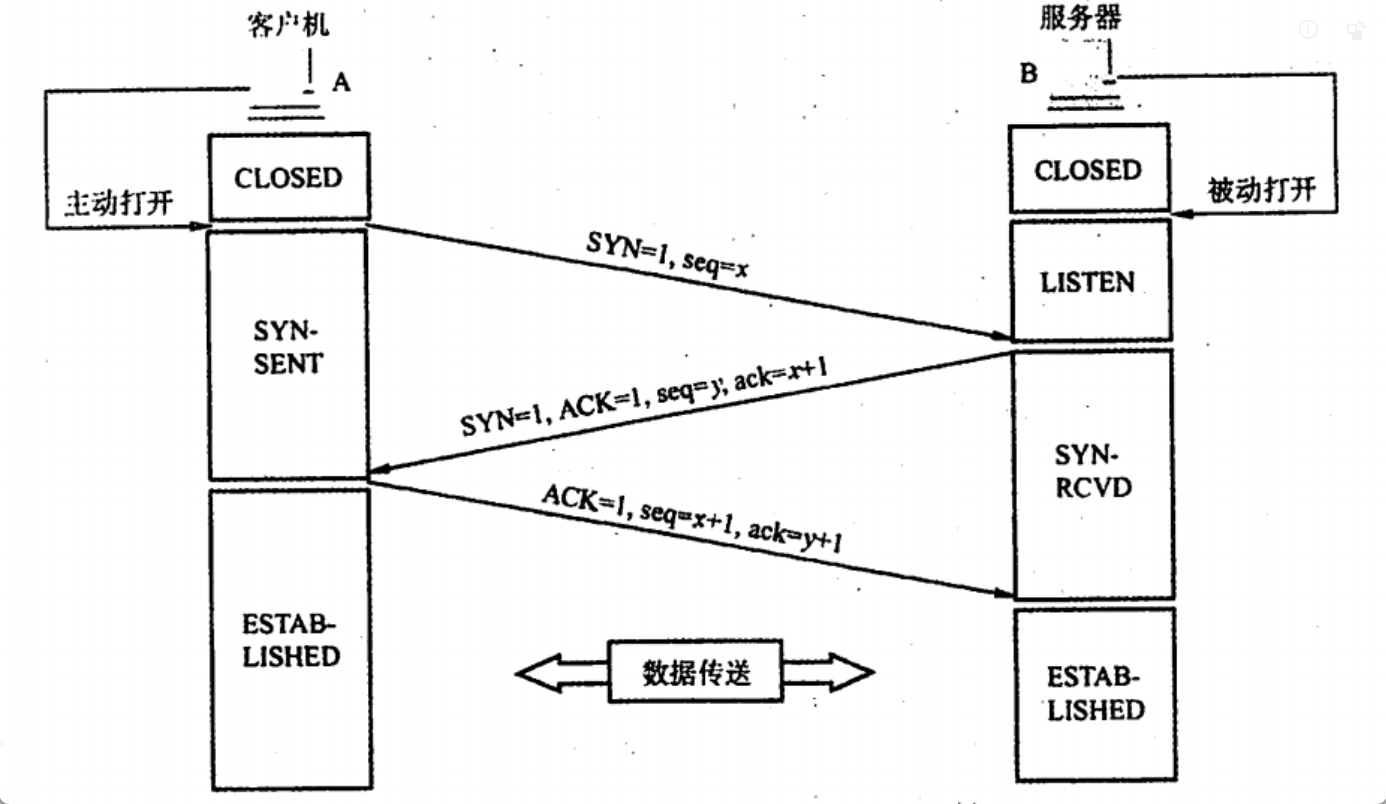 客户机
服务器
A
B
CLOSED
CLOSED
主动打开
被动打开
SYN=1, seq=x
LISTEN
SYN-
SENT
SYN=1, ACK=1, seq=y, ack=x+1
SYN-
RCVD
ACK=1, seq=x+1, ack=y+1
ESTAB-
LISHED
数据传送
ESTAB-
LISHED